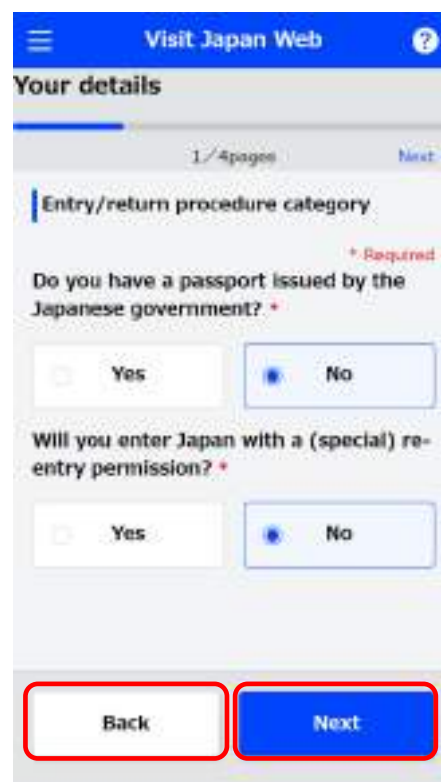 Visit Japan Web ?
Your details
1/4pages Next
Entry/return procedure category
* Required
Do you have a passport issued by the
Japanese government? *
Yes No
Will you enter Japan with a (special) re-
entry permission? *
Yes No
Back Next